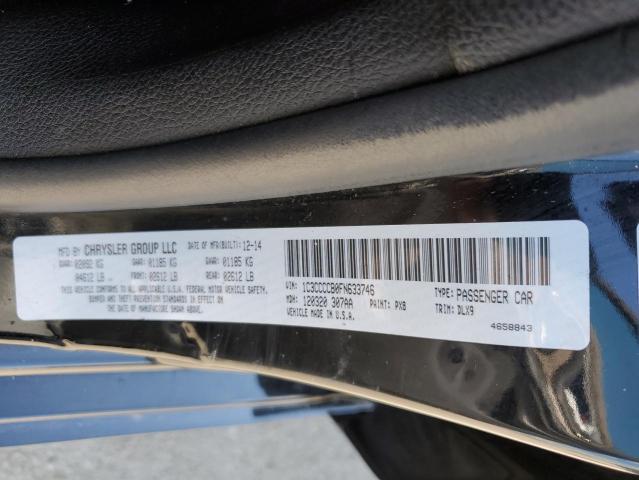 MFD BY CHRYSLER GROUP LLC DATE OF MFR(BUILT): 12-14
GVWR: 02092 KG GAWR: 01185 KG GAWR: 01185 KG
04612 LB FRONT: 02612 LB REAR: 02612 LB
THIS VEHICLE CONFORMS TO ALL APPLICABLE U.S.A. FEDERAL MOTOR VEHICLE SAFETY,
BUMPER AND THEFT PREVENTION STANDARDS IN EFFECT ON THE DATE OF
MANUFACTURE SHOWN ABOVE.
VIN: 1C3CCCCB0FN633746 TYPE: PASSENGER CAR
MDH: 120320 307AA PAINT: PX8 TRIM: DLX9
VEHICLE MADE IN U.S.A.
4658843